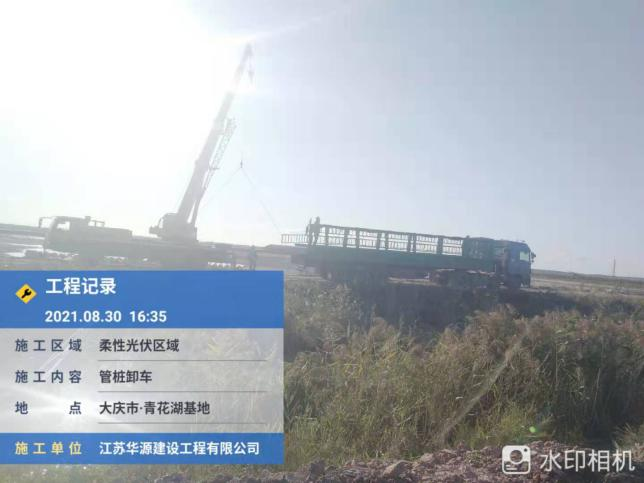 工程记录
2021.08.30 16:35
施工区域 柔性光伏区域
施工内容 管桩卸车
地 点 大庆市·青花湖基地
施工单位 江苏华源建设工程有限公司
水印相机